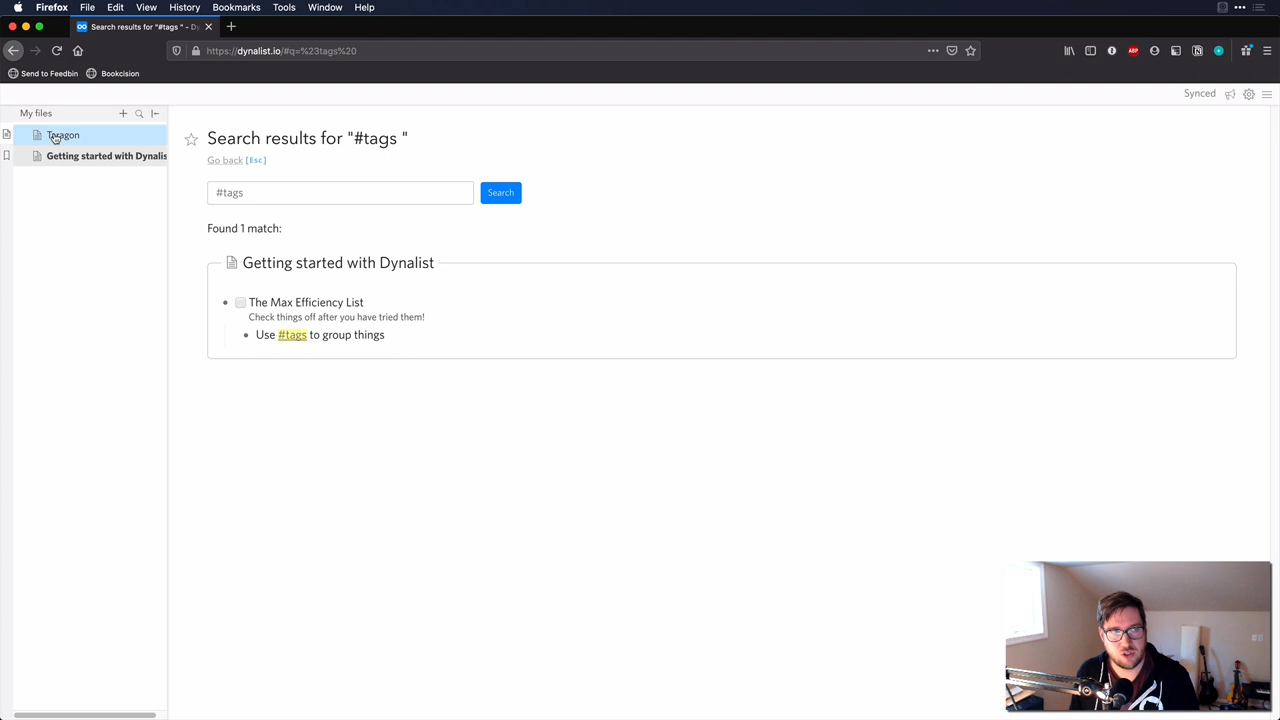 Firefox File Edit View History Bookmarks Tools Window Help
Search results for "#tags " – Dy
https://dynalist.io/#q=%23tags%20
ABP
Send to Feedbin Bookcision
Synced
My files
Taragon
Getting started with Dynalis
Search results for "#tags "
Go back [Esc]
#tags
Search
Found 1 match:
Getting started with Dynalist
The Max Efficiency List
Check things off after you have tried them!
Use #tags to group things